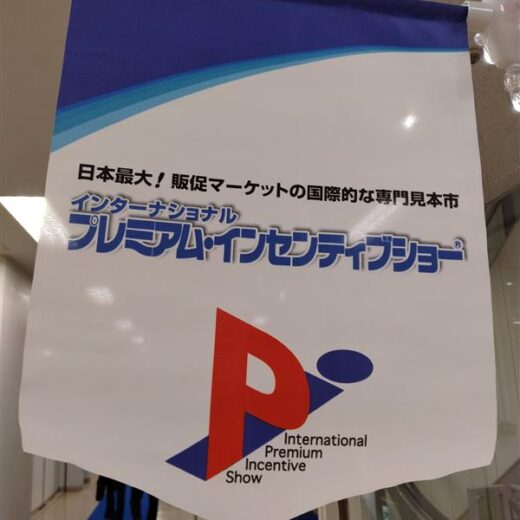 日本最大!販促マーケットの国際的な専門見本市
インターナショナル
プレミアム・インセンティブショー®
P
International
Premium
Incentive
Show